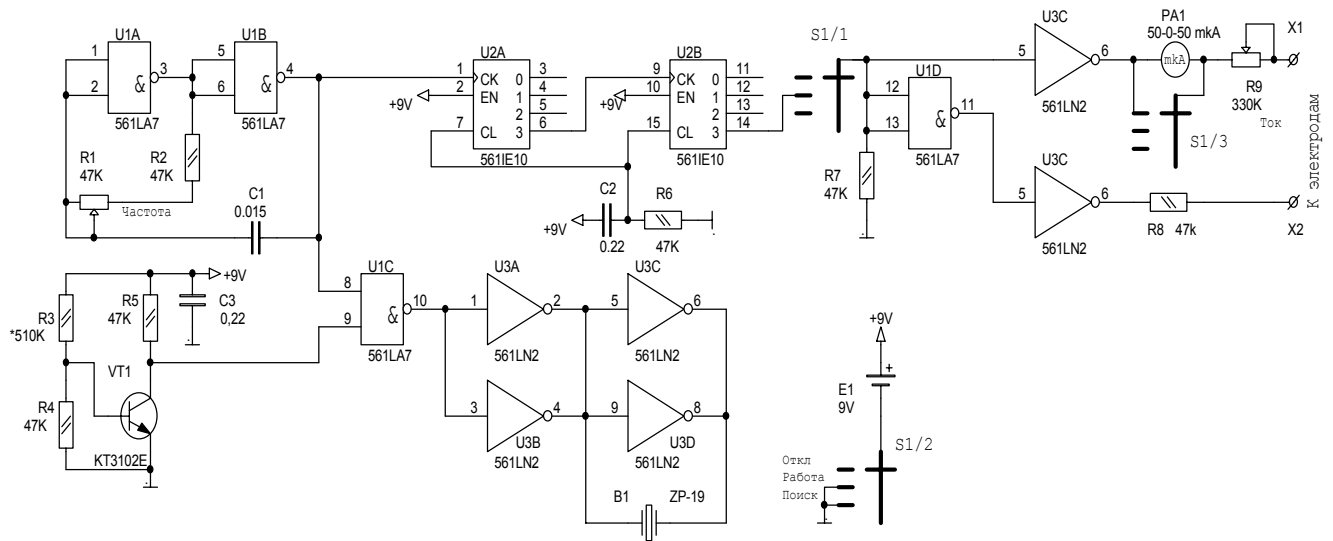 U1A
1
2
3
&
561LA7
U1B
5
6
4
&
561LA7
R1
47K
R2
47K
Частота
C1
0.015
U2A
1
2
7
CK
EN
CL
0
1
2
3
3
4
5
6
+9V
561IE10
U2B
9
10
15
CK
EN
CL
0
1
2
3
11
12
13
14
+9V
561IE10
C2
0.22
+9V
R6
47K
S1/1
R7
47K
U1D
12
13
11
&
561LA7
U3C
5
6
561LN2
PA1
50-0-50 mkA
mkA
S1/3
R9
330K
Ток
X1
U3C
5
6
561LN2
R8 47k
X2
К электродам
+9V
R3
*510K
R5
47K
C3
0,22
VT1
R4
47K
KT3102E
U1C
8
9
10
&
561LA7
U3A
1
2
561LN2
U3C
5
6
561LN2
3
4
U3B
561LN2
9
8
U3D
561LN2
B1
ZP-19
+9V
+
E1
9V
S1/2
Откл
Работа
Поиск